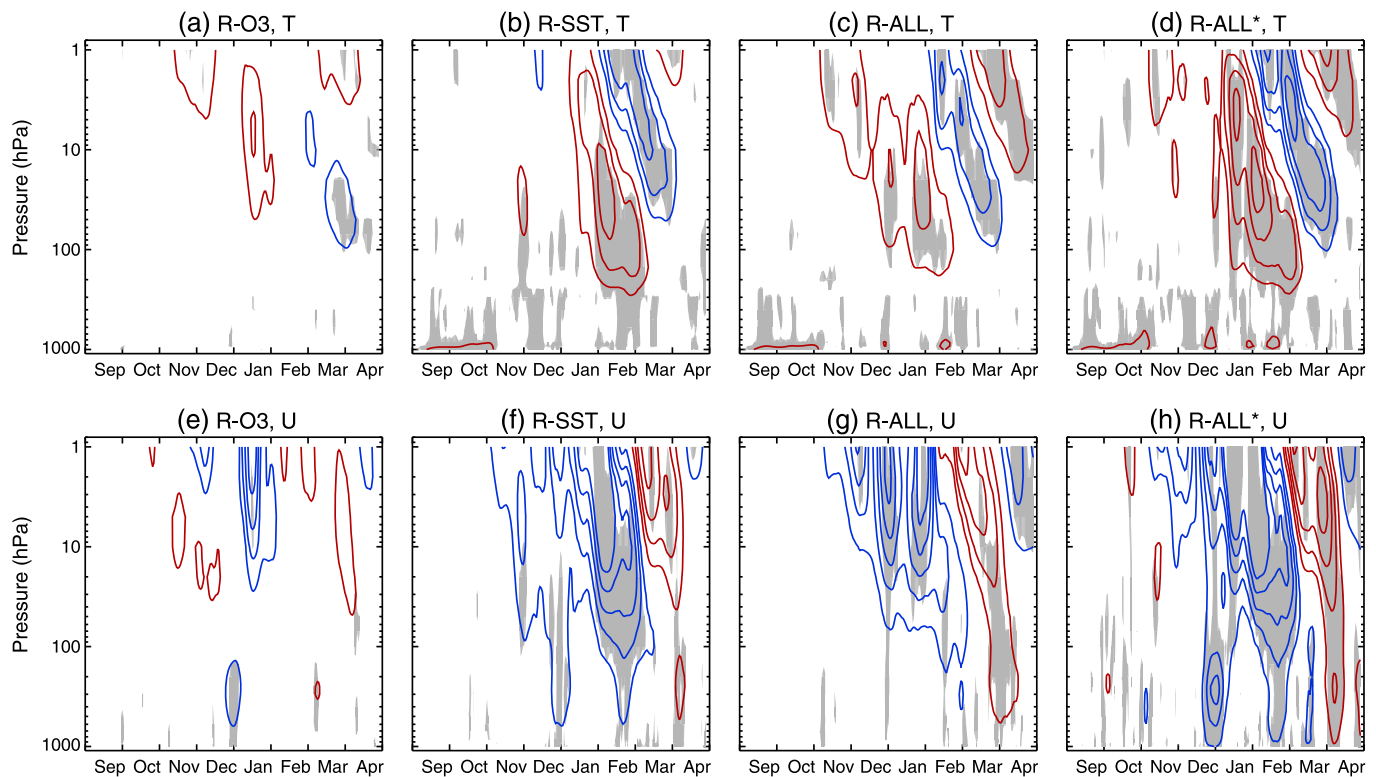 (a) R-O3, T
(b) R-SST, T
(c) R-ALL, T
(d) R-ALL*, T
Pressure (hPa)
1
10
100
1000
Sep Oct Nov Dec Jan Feb Mar Apr
Sep Oct Nov Dec Jan Feb Mar Apr
Sep Oct Nov Dec Jan Feb Mar Apr
Sep Oct Nov Dec Jan Feb Mar Apr
(e) R-O3, U
(f) R-SST, U
(g) R-ALL, U
(h) R-ALL*, U
Pressure (hPa)
1
10
100
1000
Sep Oct Nov Dec Jan Feb Mar Apr
Sep Oct Nov Dec Jan Feb Mar Apr
Sep Oct Nov Dec Jan Feb Mar Apr
Sep Oct Nov Dec Jan Feb Mar Apr